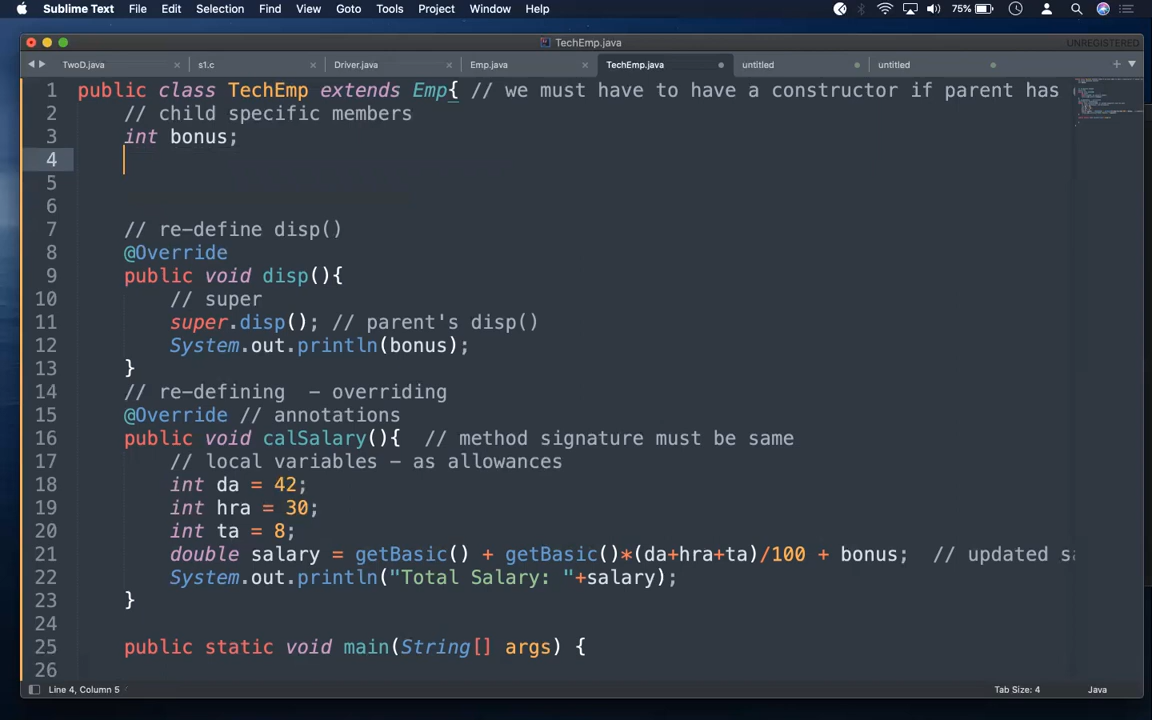 Sublime Text File Edit Selection Find View Goto Tools Project Window Help 75%
TechEmp.java UNREGISTERED
TwoD.java s1.c Driver.java Emp.java TechEmp.java untitled untitled
1 public class TechEmp extends Emp{ // we must have to have a constructor if parent has
2 // child specific members
3 int bonus;
4
5
6
7 // re-define disp()
8 @Override
9 public void disp(){
10 // super
11 super.disp(); // parent's disp()
12 System.out.println(bonus);
13 }
14 // re-defining  - overriding
15 @Override // annotations
16 public void calSalary(){  // method signature must be same
17 // local variables - as allowances
18 int da = 42;
19 int hra = 30;
20 int ta = 8;
21 double salary = getBasic() + getBasic()*(da+hra+ta)/100 + bonus;  // updated sa
22 System.out.println("Total Salary: "+salary);
23 }
24
25 public static void main(String[] args) {
26
Line 4, Column 5 Tab Size: 4 Java